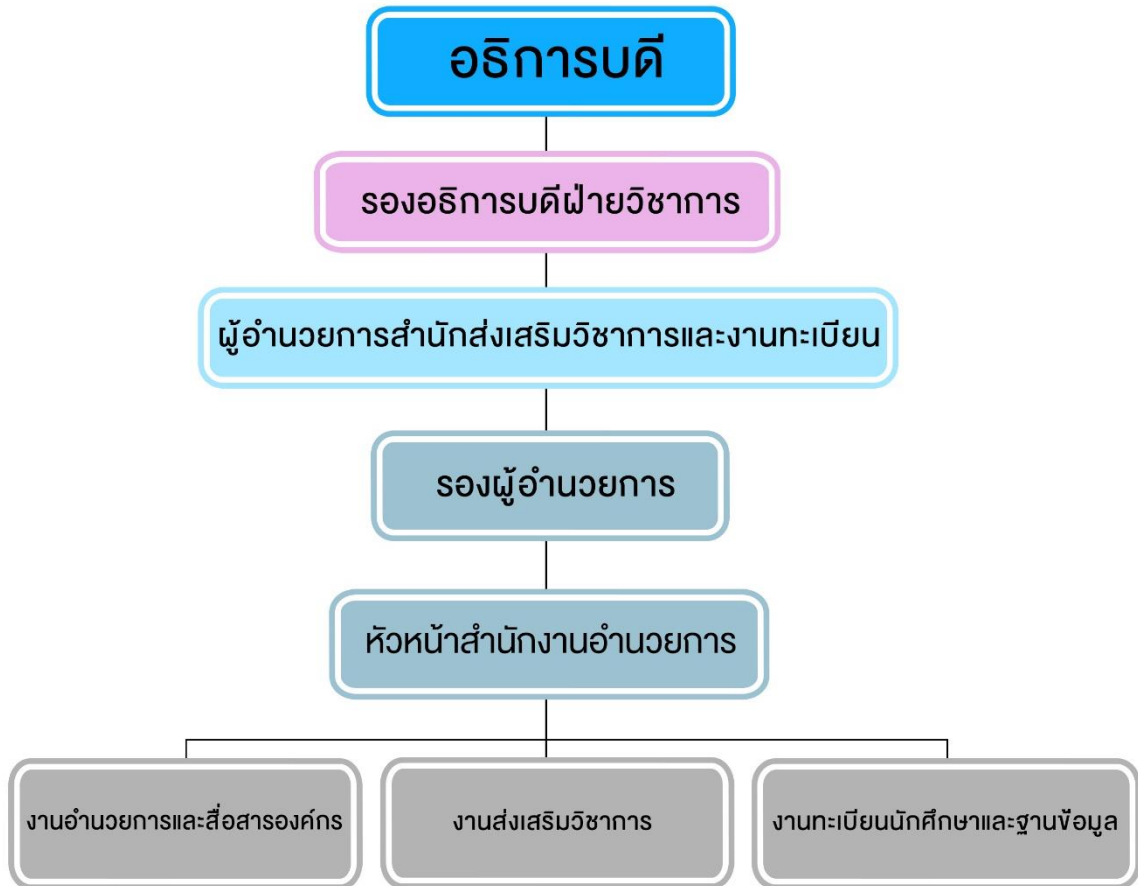 อธิการบดี
รองอธิการบดีฝ่ายวิชาการ
ผู้อำนวยการสำนักส่งเสริมวิชาการและงานทะเบียน
รองผู้อำนวยการ
หัวหน้าสำนักงานอำนวยการ
งานอำนวยการและสื่อสารองค์กร
งานส่งเสริมวิชาการ
งานทะเบียนนักศึกษาและฐานข้อมูล